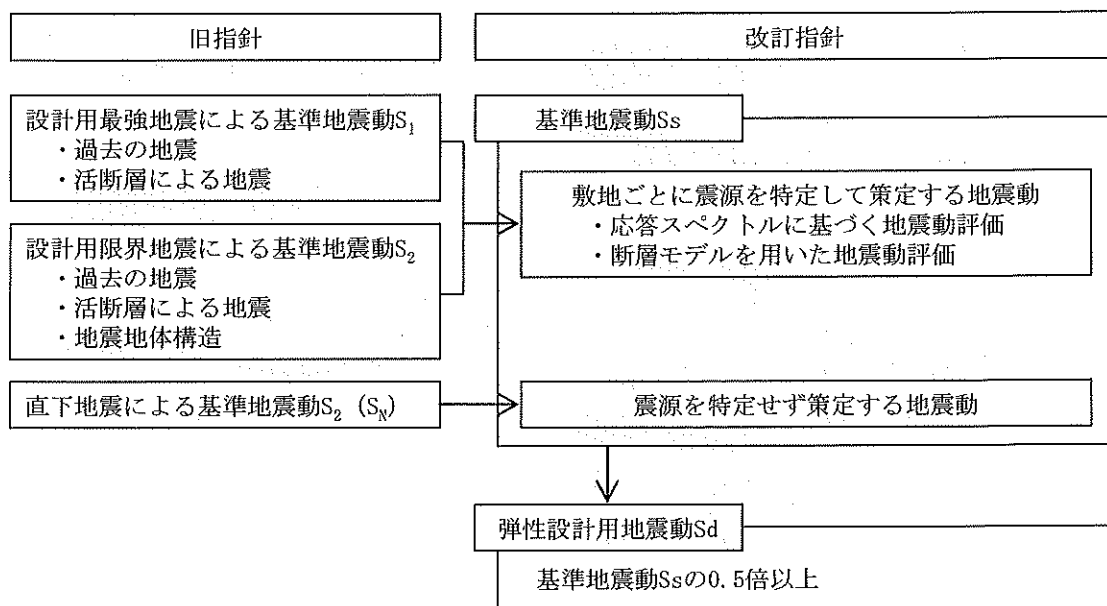 旧指針
改訂指針
設計用最強地震による基準地震動S₁
・過去の地震
・活断層による地震
設計用限界地震による基準地震動S₂
・過去の地震
・活断層による地震
・地震地体構造
直下地震による基準地震動S₂ (S_N)
基準地震動Ss
敷地ごとに震源を特定して策定する地震動
・応答スペクトルに基づく地震動評価
・断層モデルを用いた地震動評価
震源を特定せず策定する地震動
弾性設計用地震動Sd
基準地震動Ssの0.5倍以上